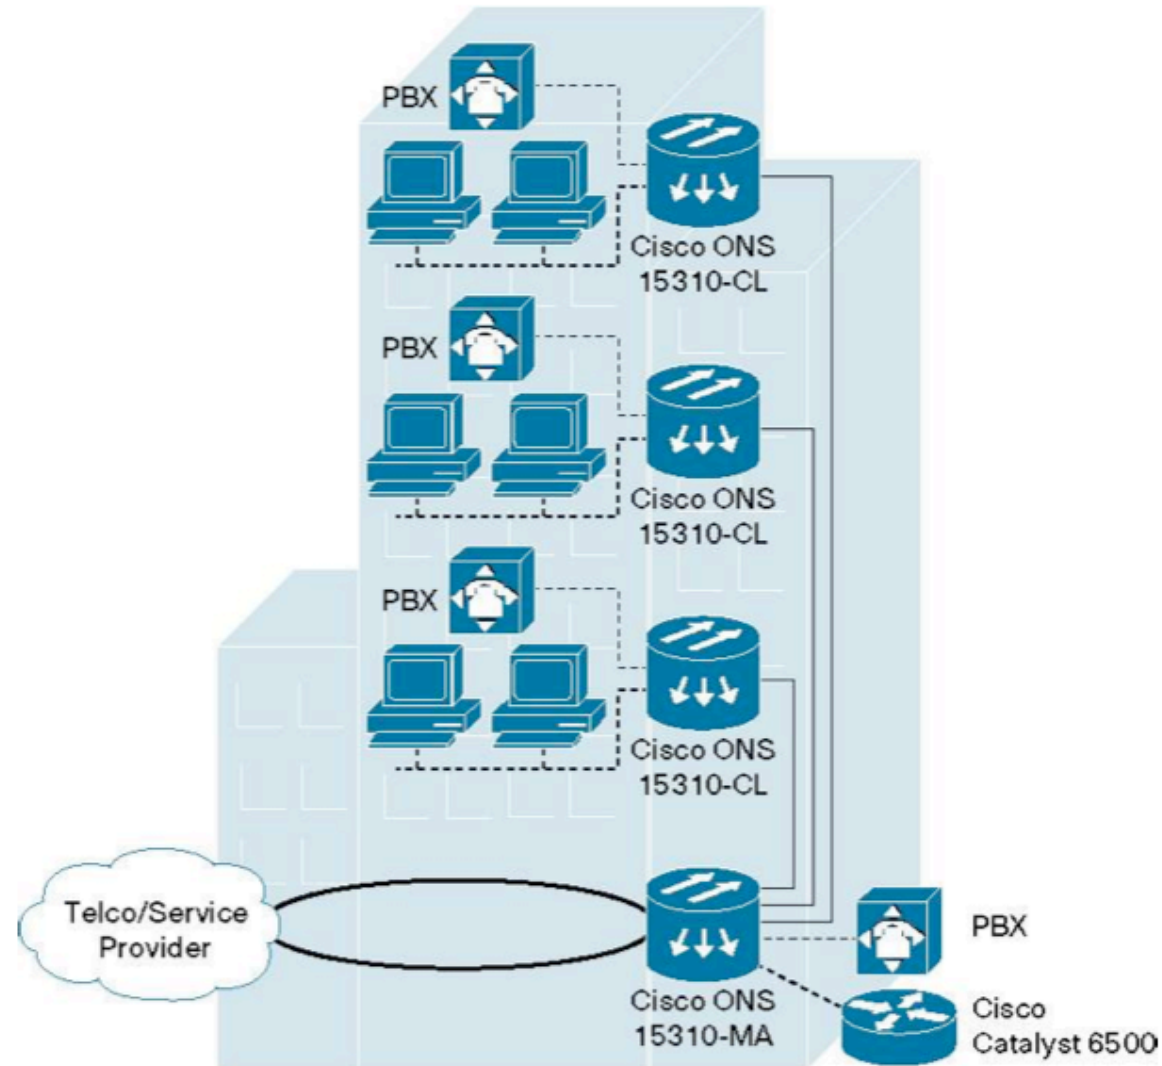 PBX
Cisco ONS
15310-CL
PBX
Cisco ONS
15310-CL
PBX
Cisco ONS
15310-CL
Telco/Service
Provider
Cisco ONS
15310-MA
PBX
Cisco
Catalyst 6500